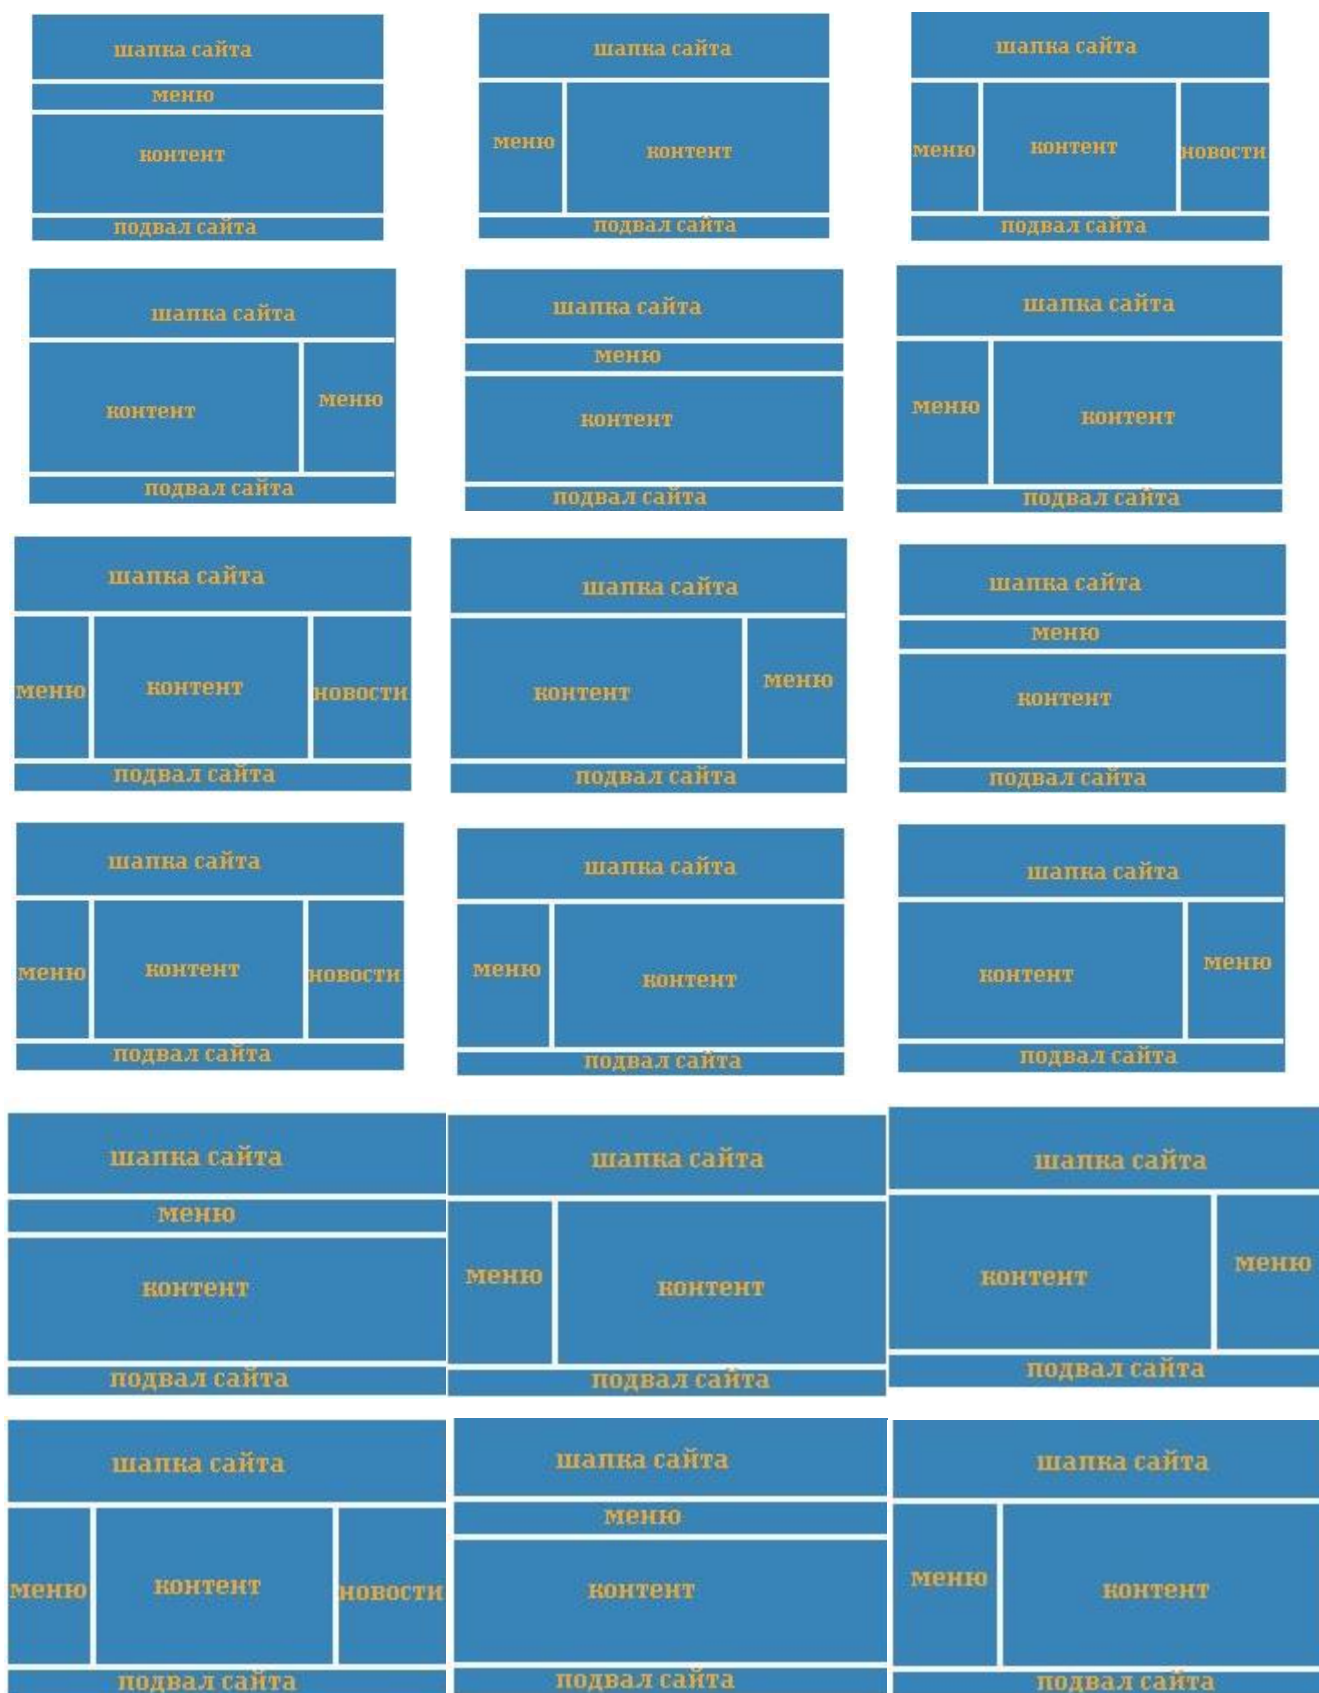 шапка сайта
меню
контент
подвал сайта
шапка сайта
меню
контент
подвал сайта
шапка сайта
меню
контент
новости
подвал сайта
шапка сайта
контент
меню
подвал сайта
шапка сайта
меню
контент
подвал сайта
шапка сайта
меню
контент
подвал сайта
шапка сайта
меню
контент
новости
подвал сайта
шапка сайта
контент
меню
подвал сайта
шапка сайта
меню
контент
подвал сайта
шапка сайта
меню
контент
новости
подвал сайта
шапка сайта
меню
контент
подвал сайта
шапка сайта
контент
меню
подвал сайта
шапка сайта
меню
контент
подвал сайта
шапка сайта
меню
контент
подвал сайта
шапка сайта
контент
меню
подвал сайта
шапка сайта
меню
контент
новости
подвал сайта
шапка сайта
меню
контент
подвал сайта
шапка сайта
меню
контент
подвал сайта